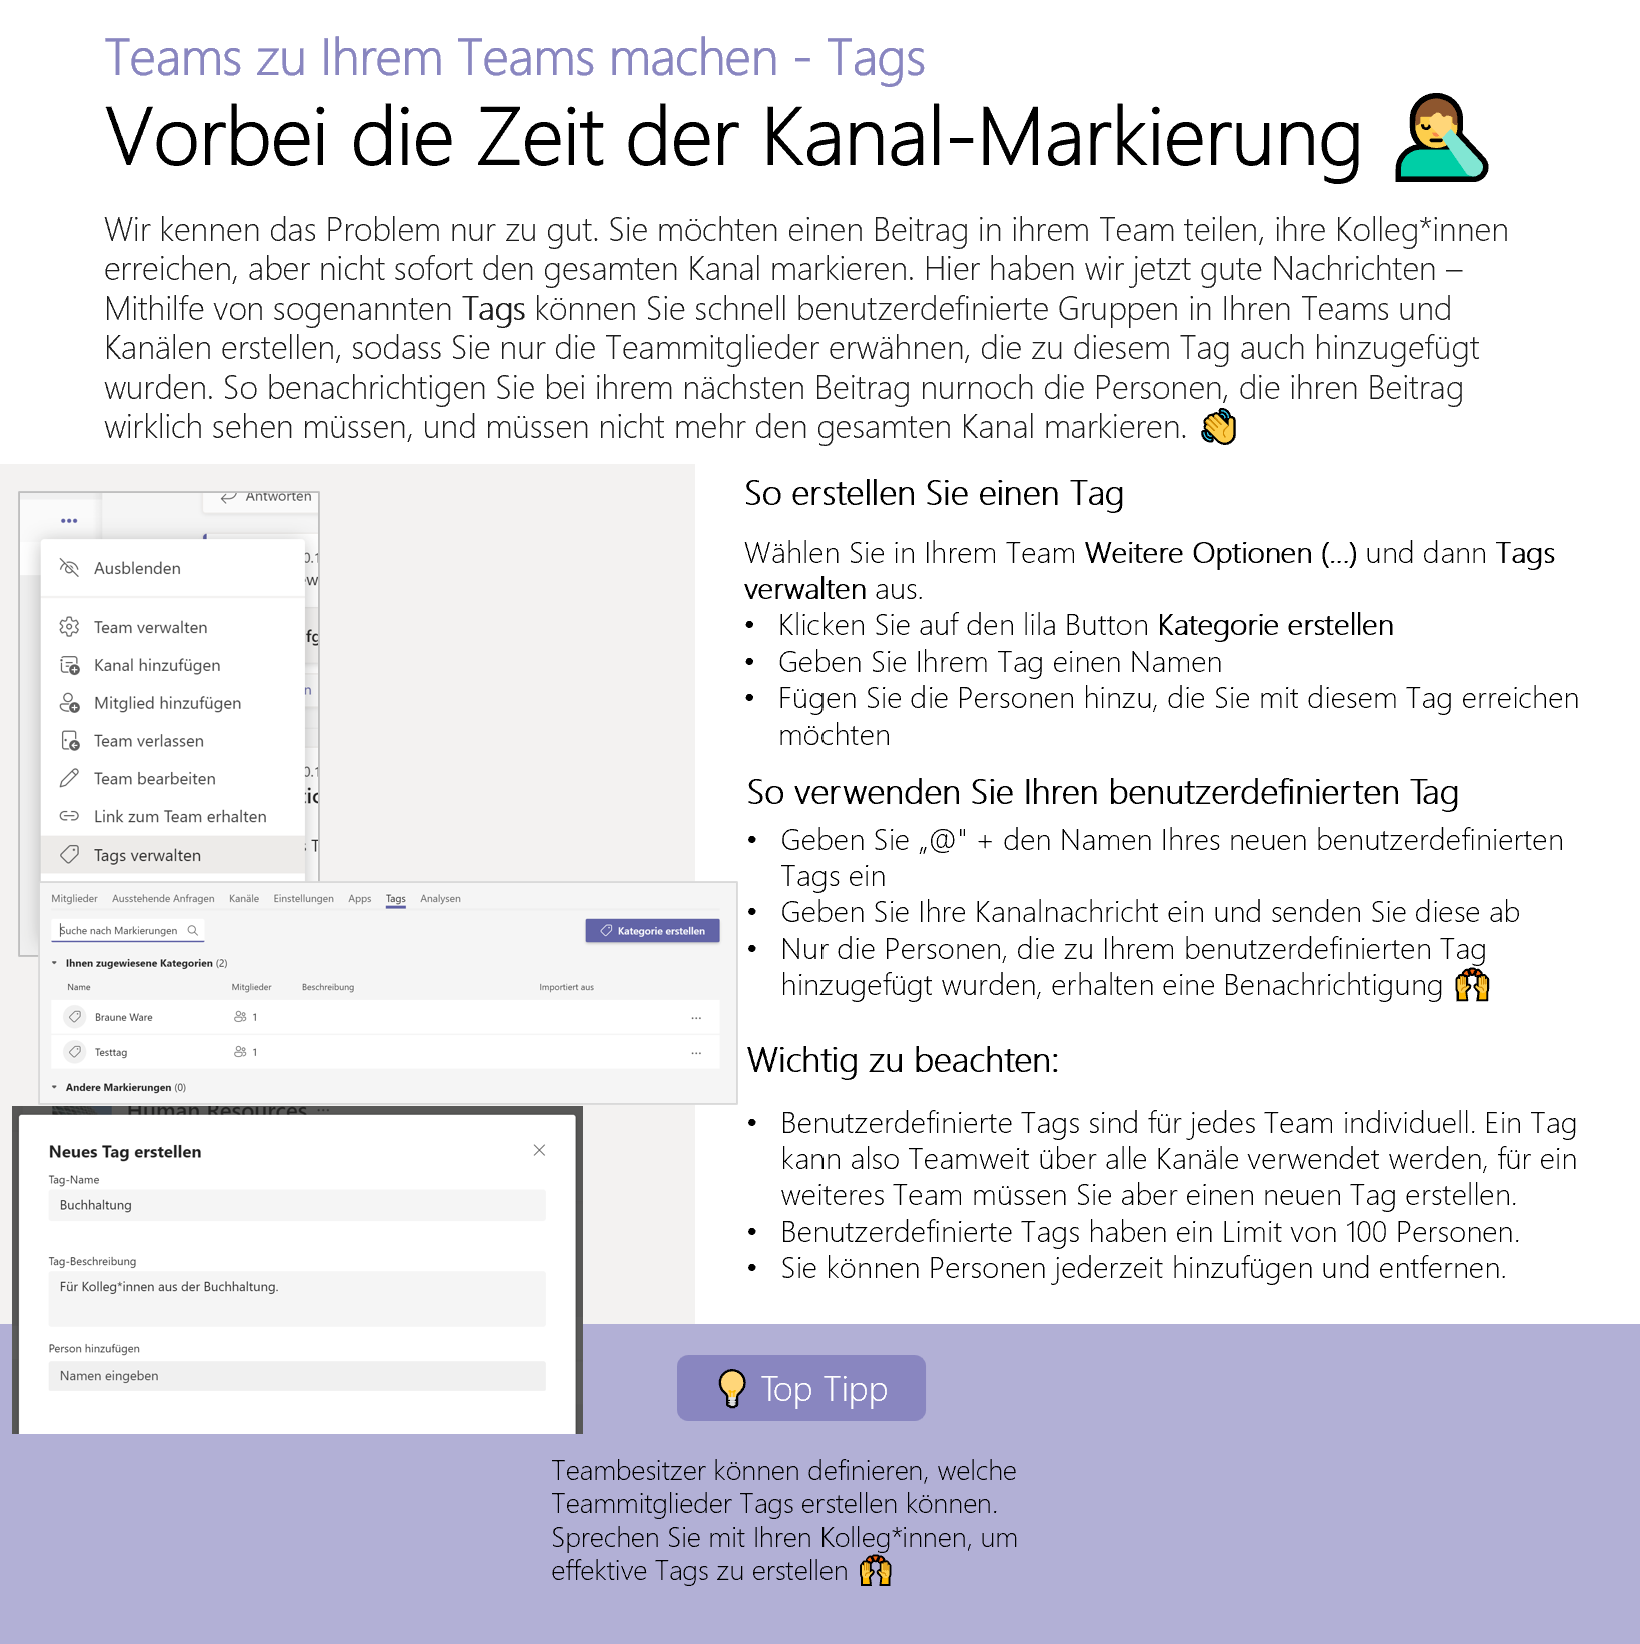 Teams zu Ihrem Teams machen - Tags
Vorbei die Zeit der Kanal-Markierung
Wir kennen das Problem nur zu gut. Sie möchten einen Beitrag in ihrem Team teilen, ihre Kolleg*innen
erreichen, aber nicht sofort den gesamten Kanal markieren. Hier haben wir jetzt gute Nachrichten –
Mithilfe von sogenannten Tags können Sie schnell benutzerdefinierte Gruppen in Ihren Teams und
Kanälen erstellen, sodass Sie nur die Teammitglieder erwähnen, die zu diesem Tag auch hinzugefügt
wurden. So benachrichtigen Sie bei ihrem nächsten Beitrag nurnoch die Personen, die ihren Beitrag
wirklich sehen müssen, und müssen nicht mehr den gesamten Kanal markieren.
Antworten
Ausblenden
Team verwalten
Kanal hinzufügen
Mitglied hinzufügen
Team verlassen
Team bearbeiten
Link zum Team erhalten
Tags verwalten
Mitglieder Ausstehende Anfragen Kanäle Einstellungen Apps Tags Analysen
Suche nach Markierungen
Kategorie erstellen
Ihnen zugewiesene Kategorien (2)
Name Mitglieder Beschreibung Importiert aus
Braune Ware 1 ...
Testtag 1 ...
Andere Markierungen (0)
Human Resources ...
Neues Tag erstellen
Tag-Name
Buchhaltung
Tag-Beschreibung
Für Kolleg*innen aus der Buchhaltung.
Person hinzufügen
Namen eingeben
So erstellen Sie einen Tag
Wählen Sie in Ihrem Team Weitere Optionen (...) und dann Tags
verwalten aus.
• Klicken Sie auf den lila Button Kategorie erstellen
• Geben Sie Ihrem Tag einen Namen
• Fügen Sie die Personen hinzu, die Sie mit diesem Tag erreichen
möchten
So verwenden Sie Ihren benutzerdefinierten Tag
• Geben Sie „@" + den Namen Ihres neuen benutzerdefinierten
Tags ein
• Geben Sie Ihre Kanalnachricht ein und senden Sie diese ab
• Nur die Personen, die zu Ihrem benutzerdefinierten Tag
hinzugefügt wurden, erhalten eine Benachrichtigung
Wichtig zu beachten:
• Benutzerdefinierte Tags sind für jedes Team individuell. Ein Tag
kann also Teamweit über alle Kanäle verwendet werden, für ein
weiteres Team müssen Sie aber einen neuen Tag erstellen.
• Benutzerdefinierte Tags haben ein Limit von 100 Personen.
• Sie können Personen jederzeit hinzufügen und entfernen.
Top Tipp
Teambesitzer können definieren, welche
Teammitglieder Tags erstellen können.
Sprechen Sie mit Ihren Kolleg*innen, um
effektive Tags zu erstellen